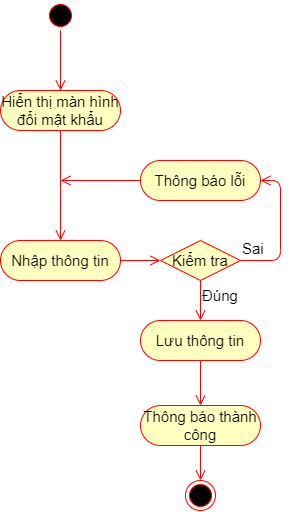 Hiển thị màn hình
đổi mật khẩu
Thông báo lỗi
Nhập thông tin
Kiểm tra
Sai
Đúng
Lưu thông tin
Thông báo thành
công